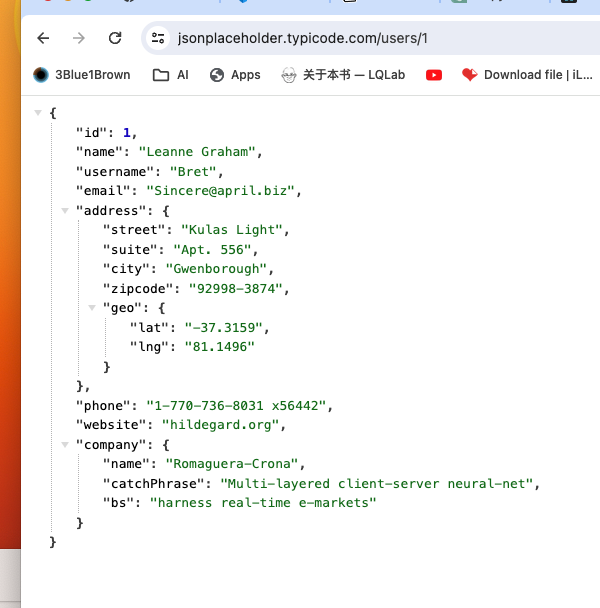 jsonplaceholder.typicode.com/users/1
3Blue1Brown AI Apps 关于本书 — LQLab Download file | iL...
{
"id": 1,
"name": "Leanne Graham",
"username": "Bret",
"email": "Sincere@april.biz",
"address": {
"street": "Kulas Light",
"suite": "Apt. 556",
"city": "Gwenborough",
"zipcode": "92998-3874",
"geo": {
"lat": "-37.3159",
"lng": "81.1496"
}
},
"phone": "1-770-736-8031 x56442",
"website": "hildegard.org",
"company": {
"name": "Romaguera-Crona",
"catchPhrase": "Multi-layered client-server neural-net",
"bs": "harness real-time e-markets"
}
}